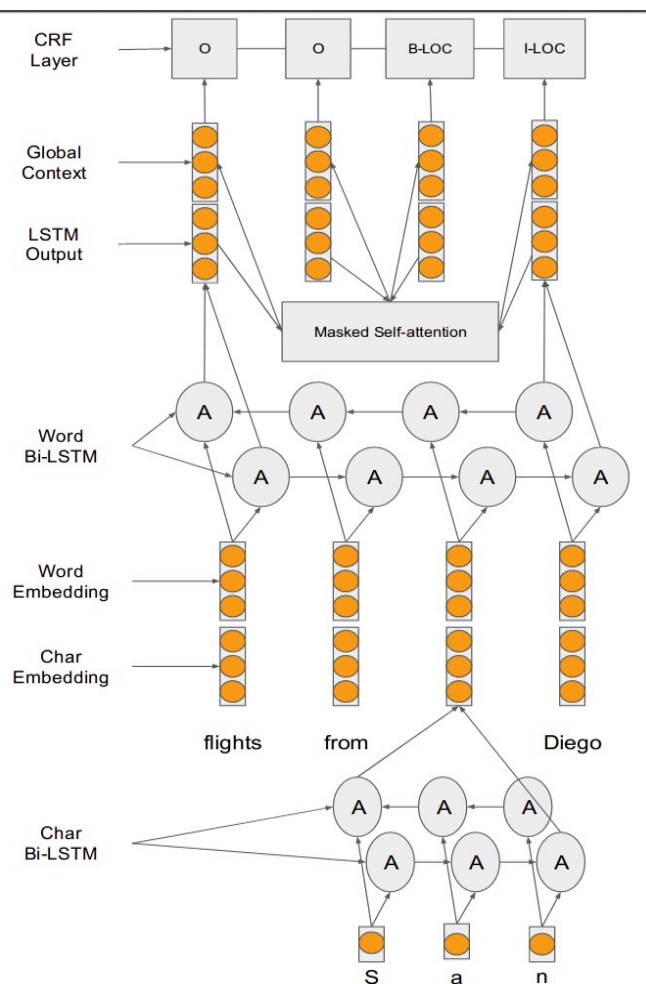 CRF
Layer
O
O
B-LOC
I-LOC
Global
Context
LSTM
Output
Masked Self-attention
A
A
A
A
Word
Bi-LSTM
A
A
A
A
Word
Embedding
Char
Embedding
flights
from
Diego
A
A
A
Char
Bi-LSTM
A
A
A
S
a
n